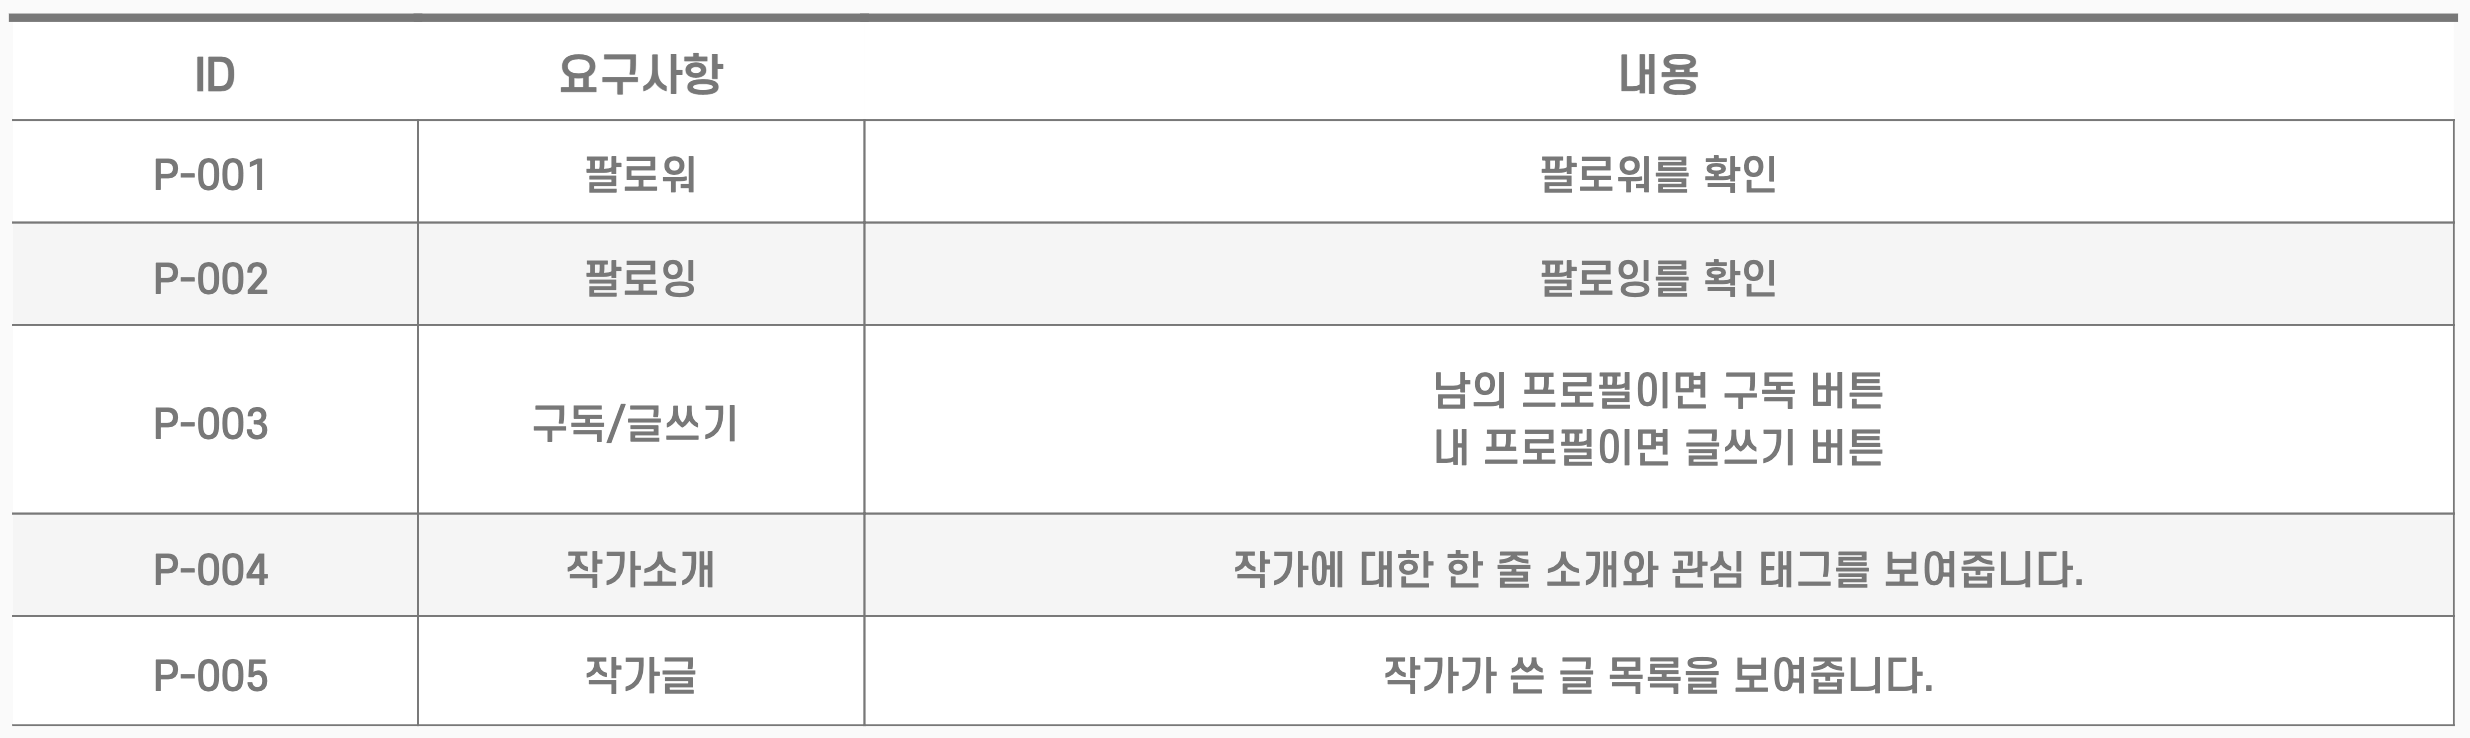 ID 요구사항 내용
P-001 팔로워 팔로워를 확인
P-002 팔로잉 팔로잉를 확인
P-003 구독/글쓰기 남의 프로필이면 구독 버튼
내 프로필이면 글쓰기 버튼
P-004 작가소개 작가에 대한 한 줄 소개와 관심 태그를 보여줍니다.
P-005 작가글 작가가 쓴 글 목록을 보여줍니다.